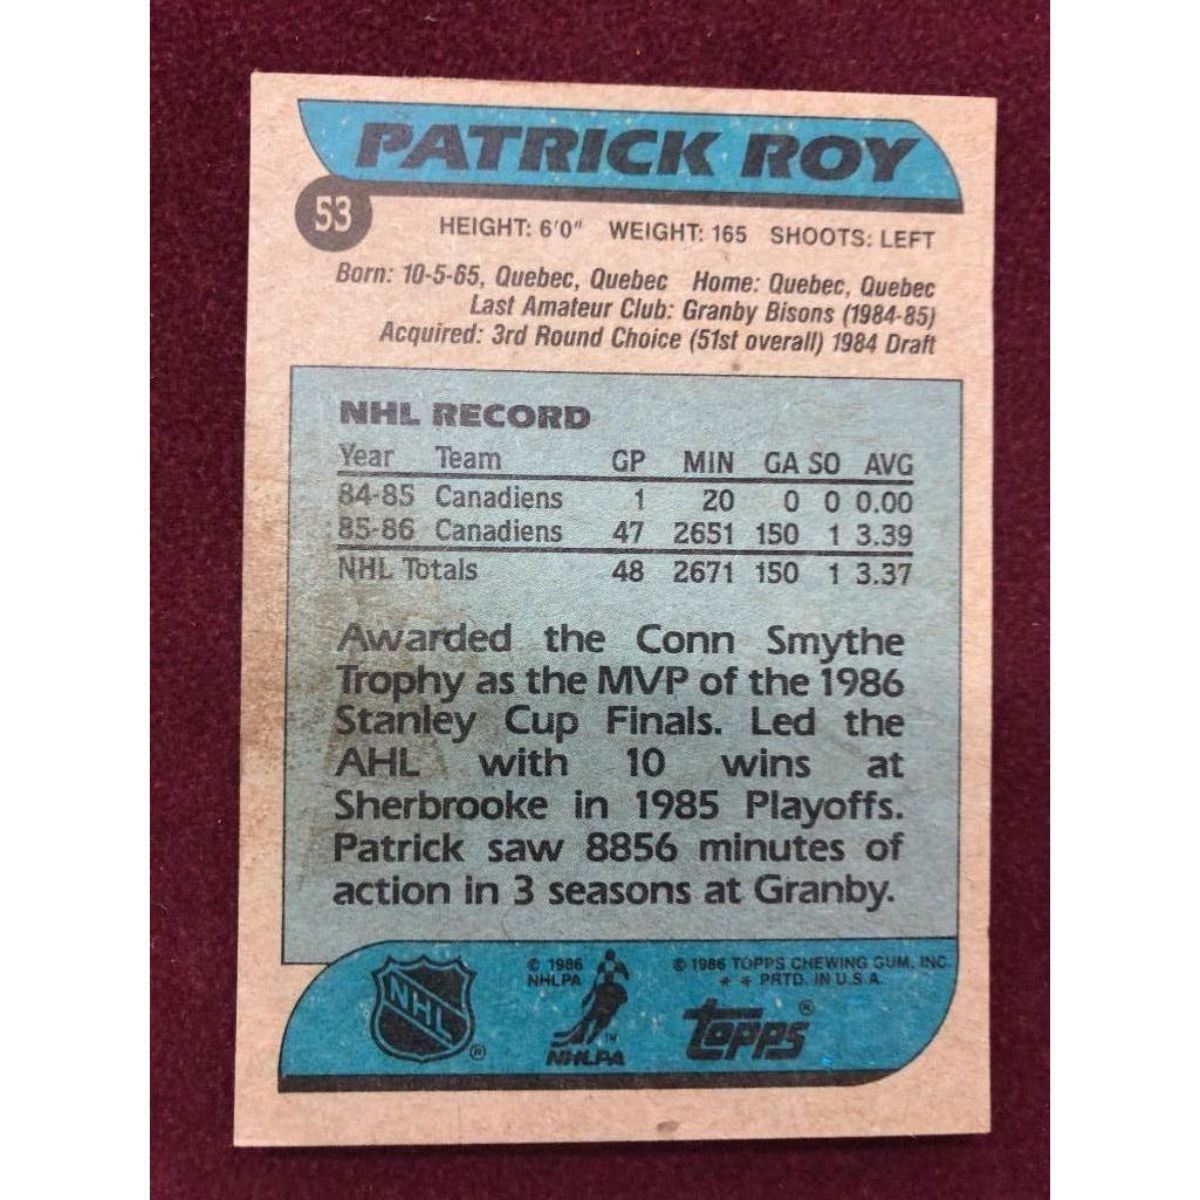 PATRICK ROY
53
HEIGHT: 6'0" WEIGHT: 165 SHOOTS: LEFT
Born: 10-5-65, Quebec, Quebec Home: Quebec, Quebec
Last Amateur Club: Granby Bisons (1984-85)
Acquired: 3rd Round Choice (51st overall) 1984 Draft
NHL RECORD
Year Team GP MIN GA SO AVG
84-85 Canadiens 1 20 0 0 0.00
85-86 Canadiens 47 2651 150 1 3.39
NHL Totals 48 2671 150 1 3.37
Awarded the Conn Smythe
Trophy as the MVP of the 1986
Stanley Cup Finals. Led the
AHL with 10 wins at
Sherbrooke in 1985 Playoffs.
Patrick saw 8856 minutes of
action in 3 seasons at Granby.
NHL ®
© 1986
NHLPA
TM
NHLPA
© 1986 TOPPS CHEWING GUM, INC.
* * PRTD. IN U.S.A.
topps ®